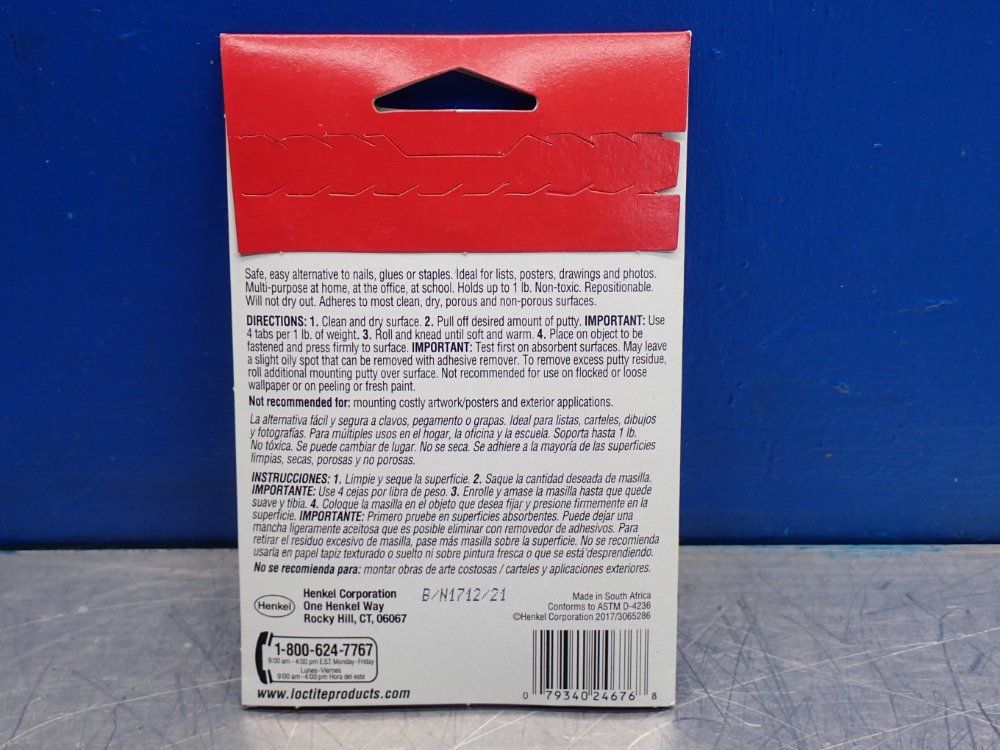 Safe, easy alternative to nails, glues or staples. Ideal for lists, posters, drawings and photos.
Multi-purpose at home, at the office, at school. Holds up to 1 lb. Non-toxic. Repositionable.
Will not dry out. Adheres to most clean, dry, porous and non-porous surfaces.
DIRECTIONS: 1. Clean and dry surface. 2. Pull off desired amount of putty. IMPORTANT: Use
4 tabs per 1 lb. of weight. 3. Roll and knead until soft and warm. 4. Place on object to be
fastened and press firmly to surface. IMPORTANT: Test first on absorbent surfaces. May leave
a slight oily spot that can be removed with adhesive remover. To remove excess putty residue,
roll additional mounting putty over surface. Not recommended for use on flocked or loose
wallpaper or on peeling or fresh paint.
Not recommended for: mounting costly artwork/posters and exterior applications.
La alternativa fácil y segura a clavos, pegamento o grapas. Ideal para listas, carteles, dibujos
y fotografías. Para múltiples usos en el hogar, la oficina y la escuela. Soporta hasta 1 lb.
No tóxica. Se puede cambiar de lugar. No se seca. Se adhiere a la mayoría de las superficies
limpias, secas, porosas y no porosas.
INSTRUCCIONES: 1. Limpie y seque la superficie. 2. Saque la cantidad deseada de masilla.
IMPORTANTE: Use 4 cejas por libra de peso. 3. Enrolle y amase la masilla hasta que quede
suave y tibia. 4. Coloque la masilla en el objeto que desea fijar y presione firmemente en la
superficie. IMPORTANTE: Primero pruebe en superficies absorbentes. Puede dejar una
mancha ligeramente aceitosa que es posible eliminar con removedor de adhesivos. Para
retirar el residuo excesivo de masilla, pase más masilla sobre la superficie. No se recomienda
usarla en papel tapiz texturado o suelto ni sobre pintura fresca o que se está desprendiendo.
No se recomienda para: montar obras de arte costosas / carteles y aplicaciones exteriores.
Henkel
Henkel Corporation
One Henkel Way
Rocky Hill, CT, 06067
B/N1712/21
Made in South Africa
Conforms to ASTM D-4236
©Henkel Corporation 2017/3065286
1-800-624-7767
9:00 am - 4:00 pm EST Monday-Friday
Lunes-Viernes
9:00 am - 4:00 pm Hora del este
www.loctiteproducts.com
0 79340 24676 8